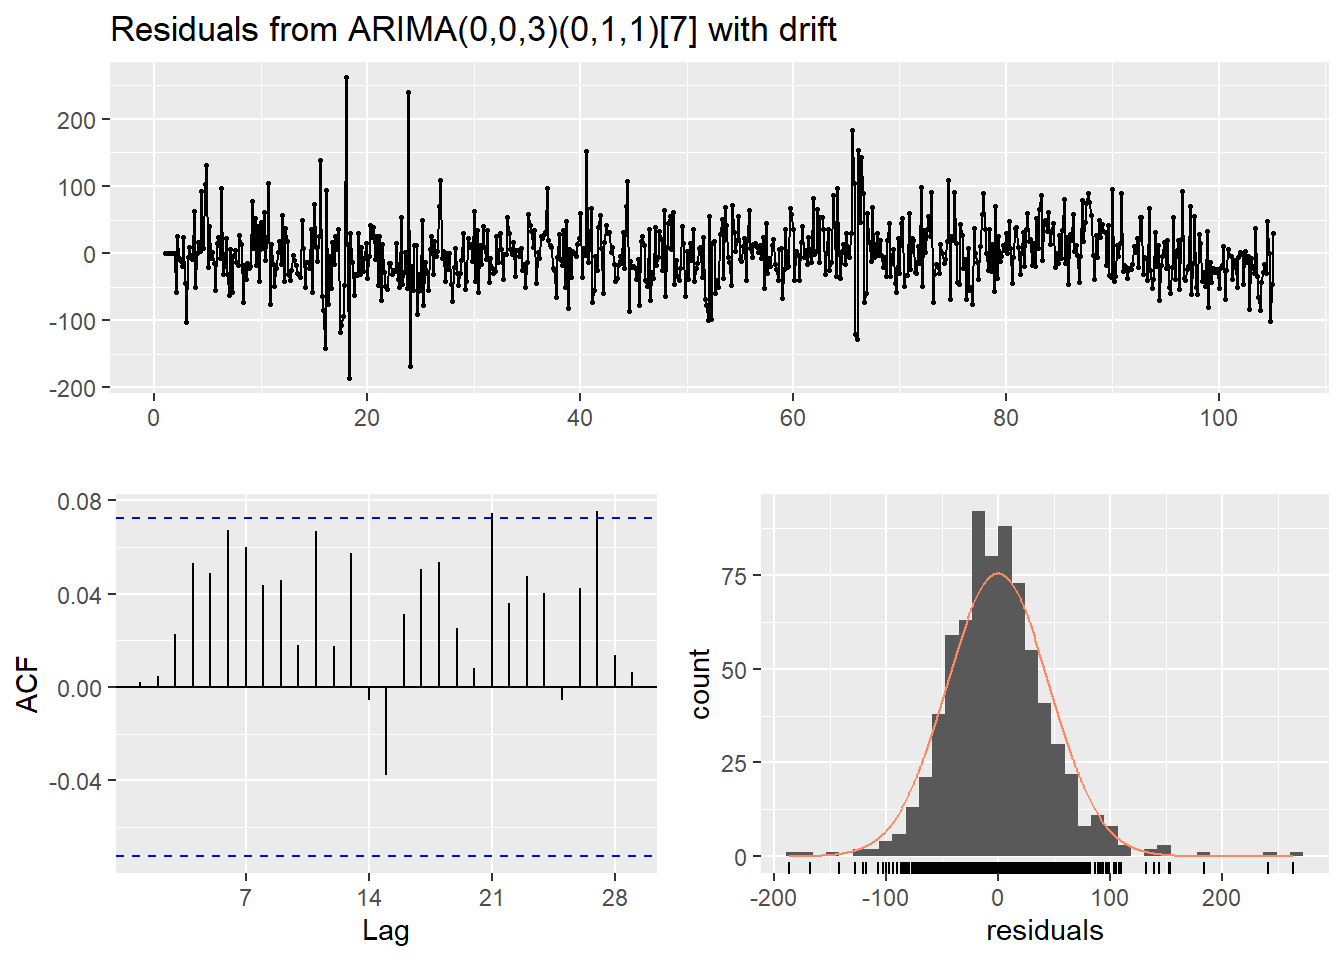 Residuals from ARIMA(0,0,3)(0,1,1)[7] with drift
200
100
0
-100
-200
0 20 40 60 80 100
0.08
0.04
0.00
-0.04
ACF
7 14 21 28
Lag
75
50
25
0
count
-200 -100 0 100 200
residuals